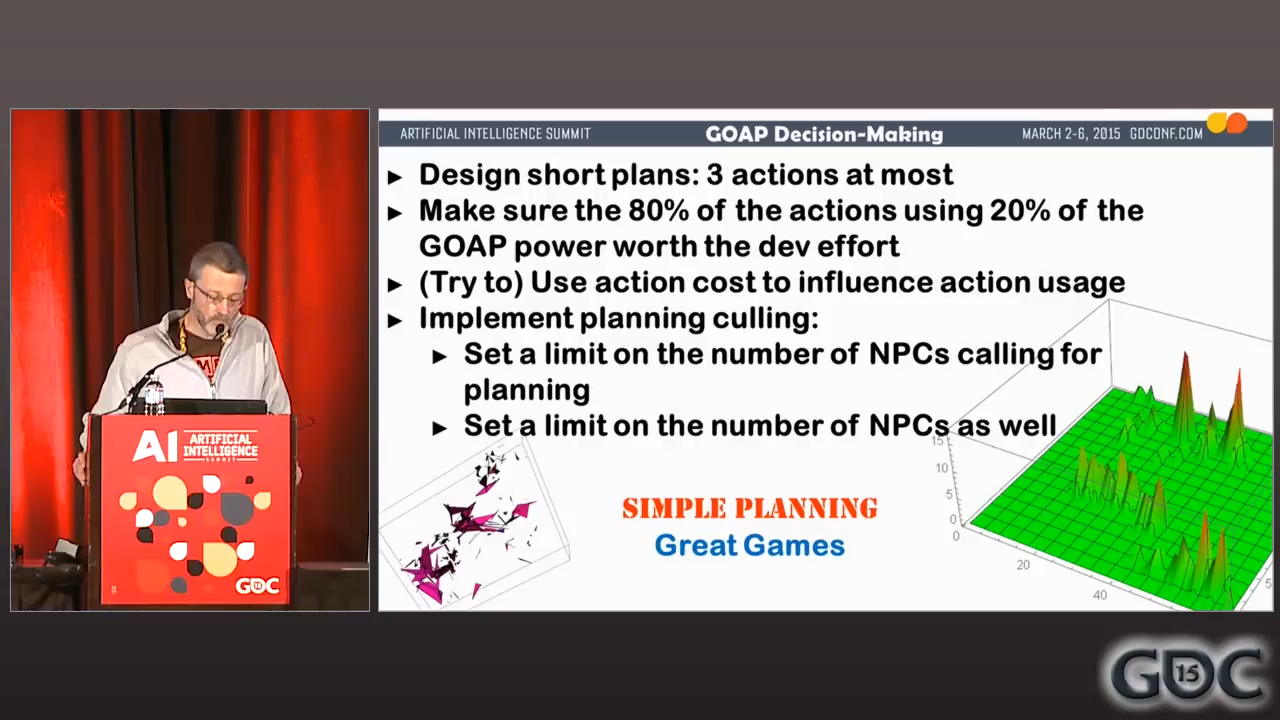 ARTIFICIAL INTELLIGENCE SUMMIT GOAP Decision-Making MARCH 2-6, 2015 GDCONF.COM
► Design short plans: 3 actions at most
► Make sure the 80% of the actions using 20% of the
GOAP power worth the dev effort
► (Try to) Use action cost to influence action usage
► Implement planning culling:
► Set a limit on the number of NPCs calling for
planning
► Set a limit on the number of NPCs as well
SIMPLE PLANNING
Great Games
15
10
5
0
0
20
40
5
AI ARTIFICIAL
INTELLIGENCE
SUMMIT
GDC 15
GDC 15